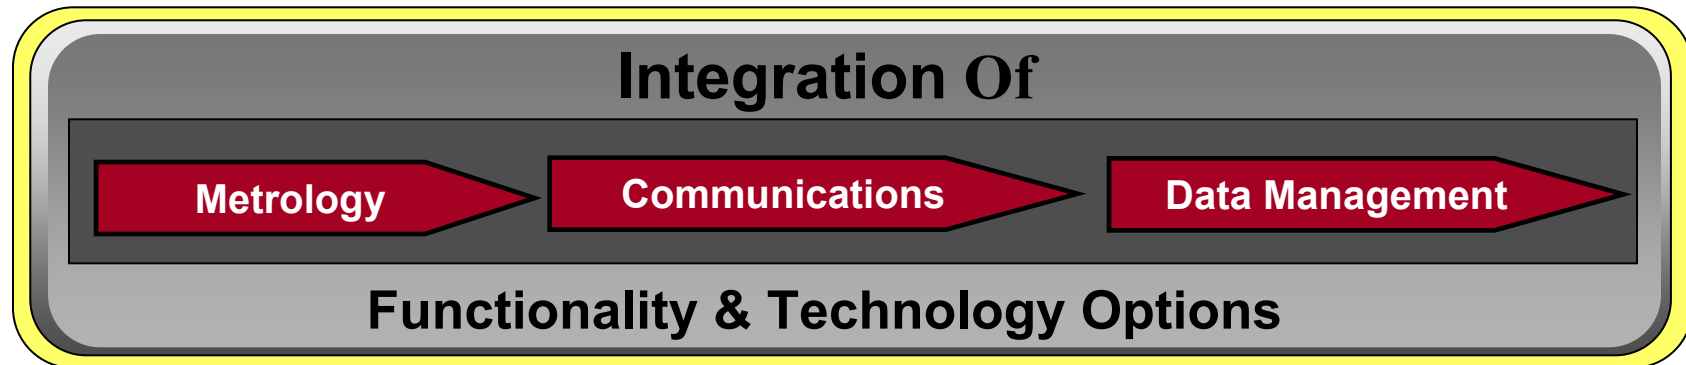 Integration Of
Metrology
Communications
Data Management
Functionality & Technology Options